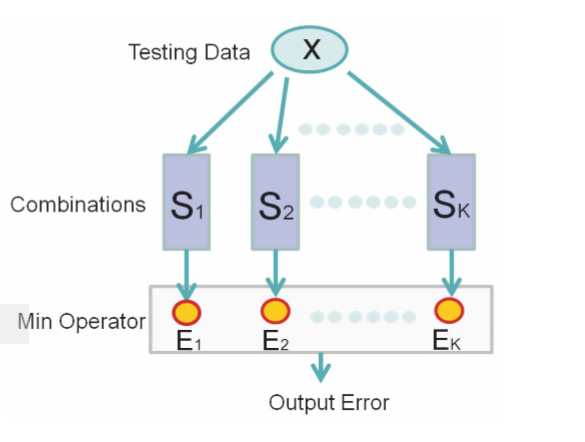 Testing Data X
Combinations S1 S2 SK
Min Operator
E1 E2 EK
Output Error